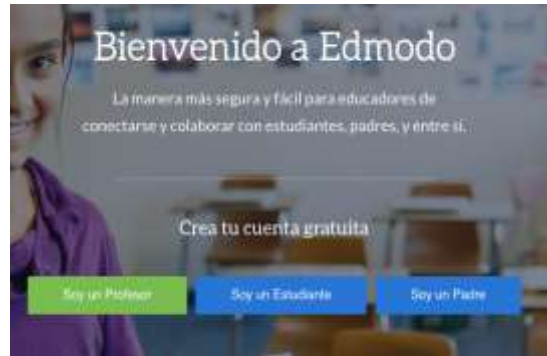 Bienvenido a Edmodo
La manera más segura y fácil para educadores de
conectarse y colaborar con estudiantes, padres, y entre sí.
Crea tu cuenta gratuita
Soy un Profesor
Soy un Estudiante
Soy un Padre